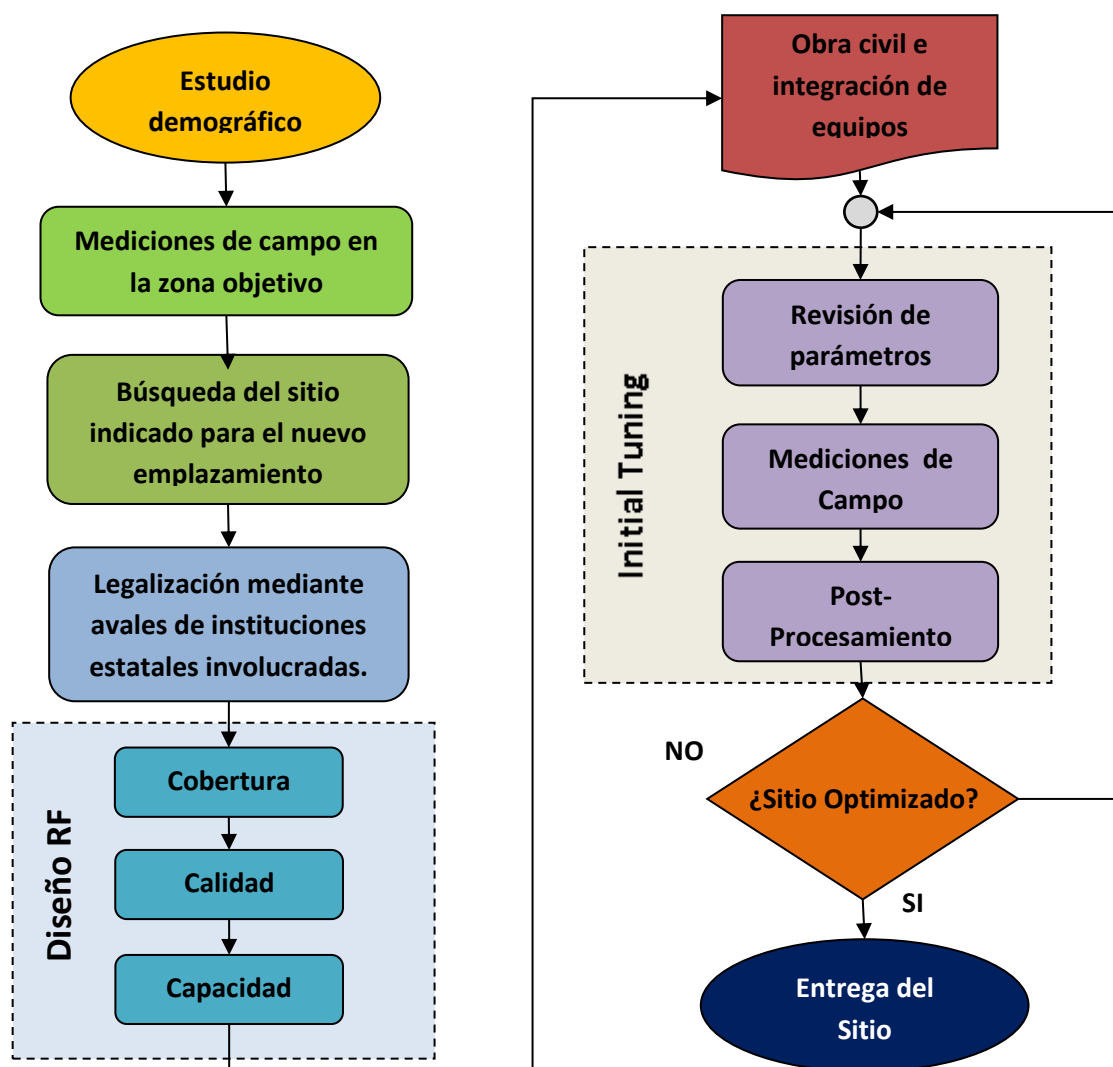 Estudio
demográfico
Mediciones de campo en
la zona objetivo
Búsqueda del sitio
indicado para el nuevo
emplazamiento
Legalización mediante
avales de instituciones
estatales involucradas.
Diseño RF
Cobertura
Calidad
Capacidad
Obra civil e
integración de
equipos
Initial Tuning
Revisión de
parámetros
Mediciones de
Campo
Post-
Procesamiento
NO
¿Sitio Optimizado?
SI
Entrega del
Sitio